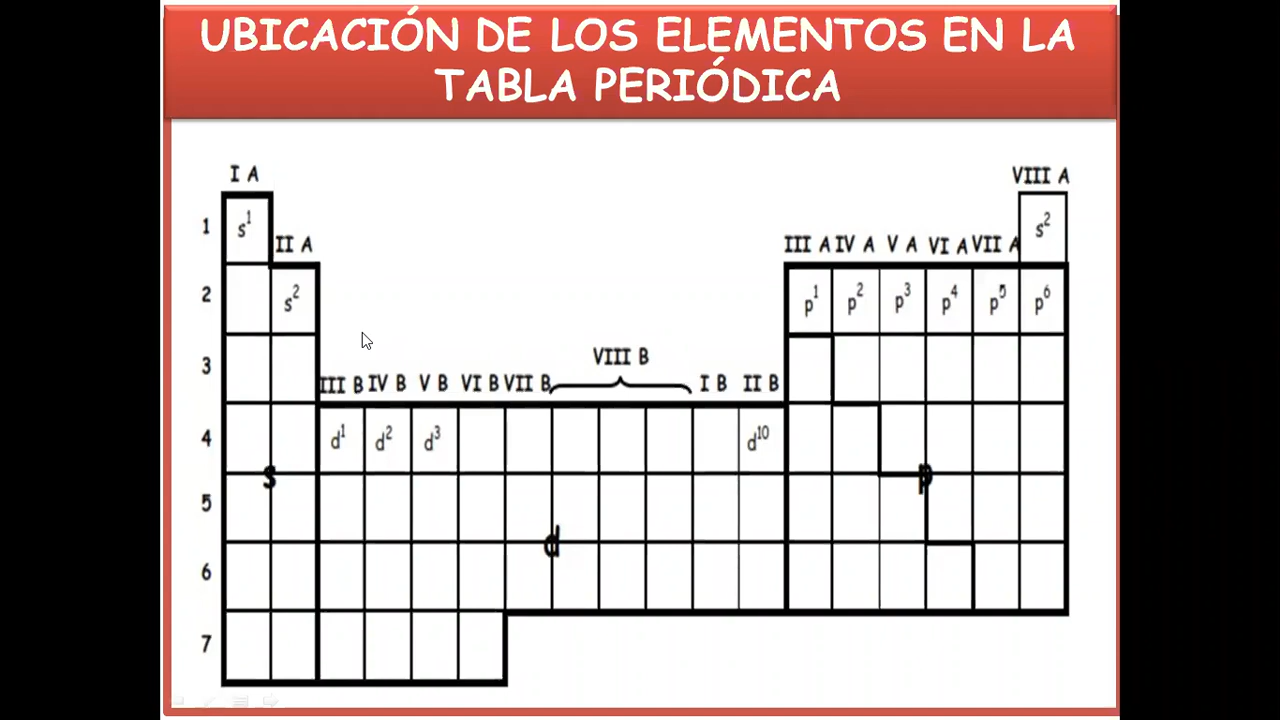 UBICACIÓN DE LOS ELEMENTOS EN LA
TABLA PERIÓDICA
I A VIII A
1 s¹ s²
II A III A IV A V A VI A VII A
2 s² p¹ p² p³ p⁴ p⁵ p⁶
VIII B
3
III B IV B V B VI B VII B I B II B
4 d¹ d² d³ d¹⁰
s p
5
d
6
7